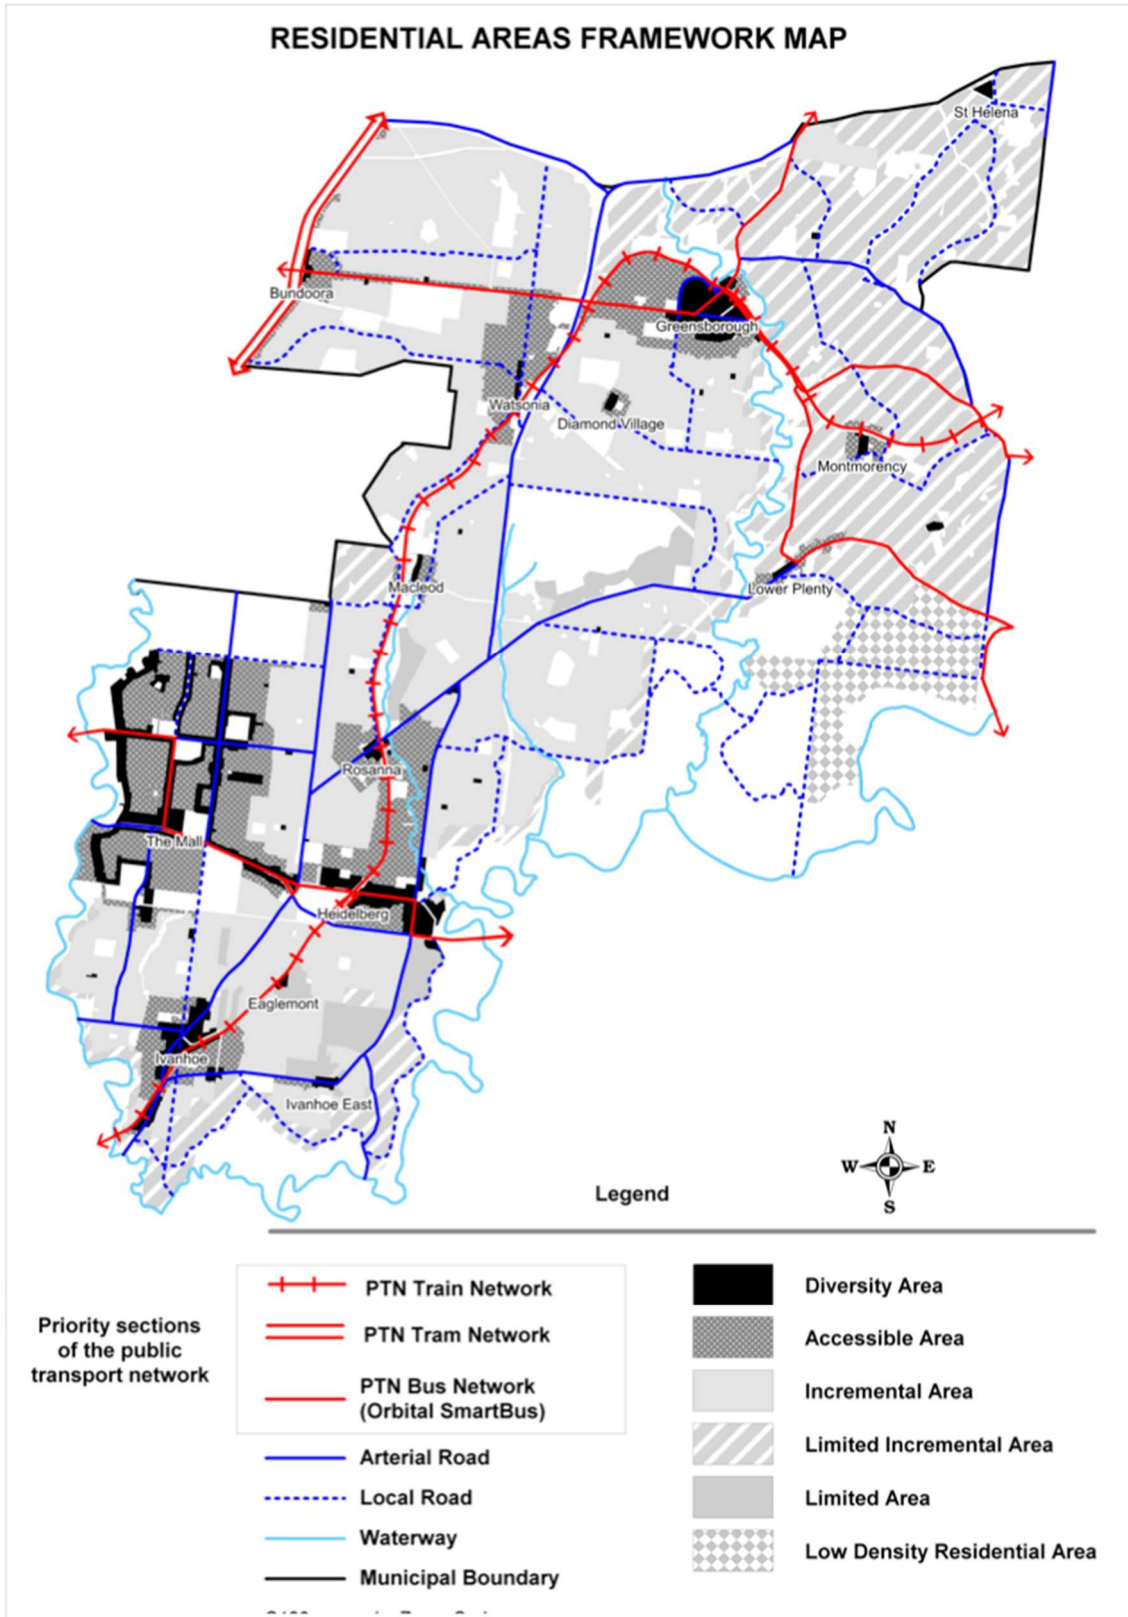 RESIDENTIAL AREAS FRAMEWORK MAP
St Helena
Bundoora
Greensborough
Watsonia
Diamond Village
Montmorency
Macleod
Lower Plenty
Rosanna
The Mall
Heidelberg
Eaglemont
Ivanhoe
Ivanhoe East
N
W E
S
Legend
Priority sections
of the public
transport network
PTN Train Network
PTN Tram Network
PTN Bus Network
(Orbital SmartBus)
Arterial Road
Local Road
Waterway
Municipal Boundary
Diversity Area
Accessible Area
Incremental Area
Limited Incremental Area
Limited Area
Low Density Residential Area